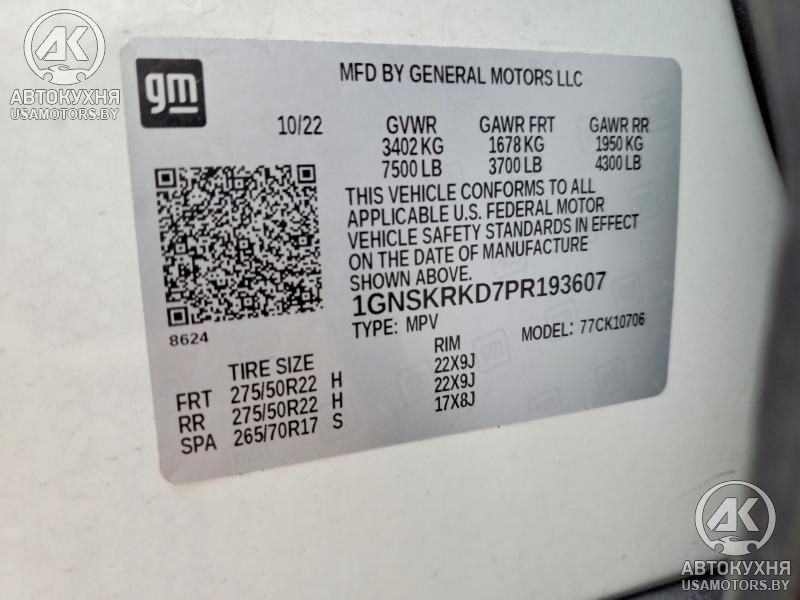 AK
АВТОКУХНЯ
USAMOTORS.BY
gm
MFD BY GENERAL MOTORS LLC
10/22 GVWR GAWR FRT GAWR RR
3402 KG 1678 KG 1950 KG
7500 LB 3700 LB 4300 LB
THIS VEHICLE CONFORMS TO ALL
APPLICABLE U.S. FEDERAL MOTOR
VEHICLE SAFETY STANDARDS IN EFFECT
ON THE DATE OF MANUFACTURE
SHOWN ABOVE.
1GNSKRKD7PR193607
TYPE: MPV MODEL: 77CK10706
8624
TIRE SIZE RIM
FRT 275/50R22 H 22X9J
RR 275/50R22 H 22X9J
SPA 265/70R17 S 17X8J
AK
АВТОКУХНЯ
USAMOTORS.BY